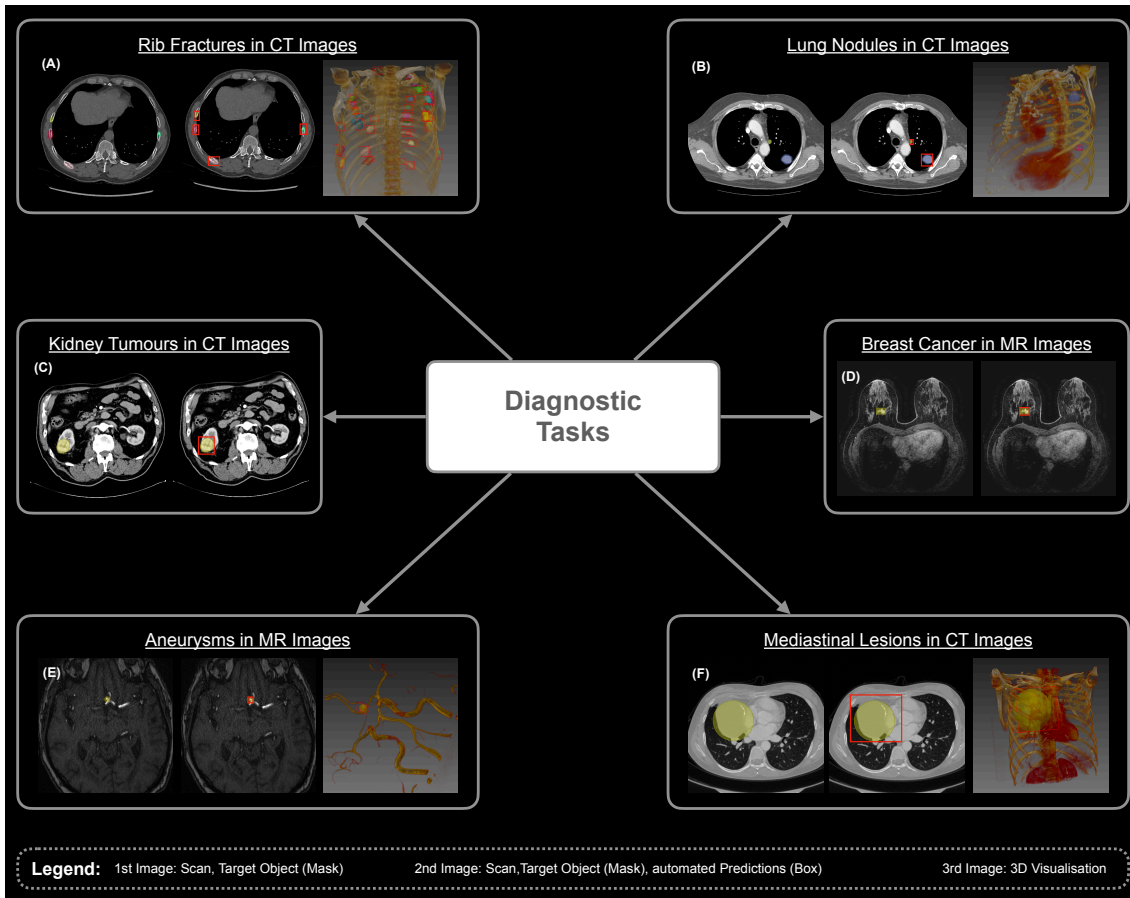 Rib Fractures in CT Images
(A)
Lung Nodules in CT Images
(B)
Kidney Tumours in CT Images
(C)
Diagnostic
Tasks
Breast Cancer in MR Images
(D)
Aneurysms in MR Images
(E)
Mediastinal Lesions in CT Images
(F)
Legend: 1st Image: Scan, Target Object (Mask) 2nd Image: Scan,Target Object (Mask), automated Predictions (Box) 3rd Image: 3D Visualisation